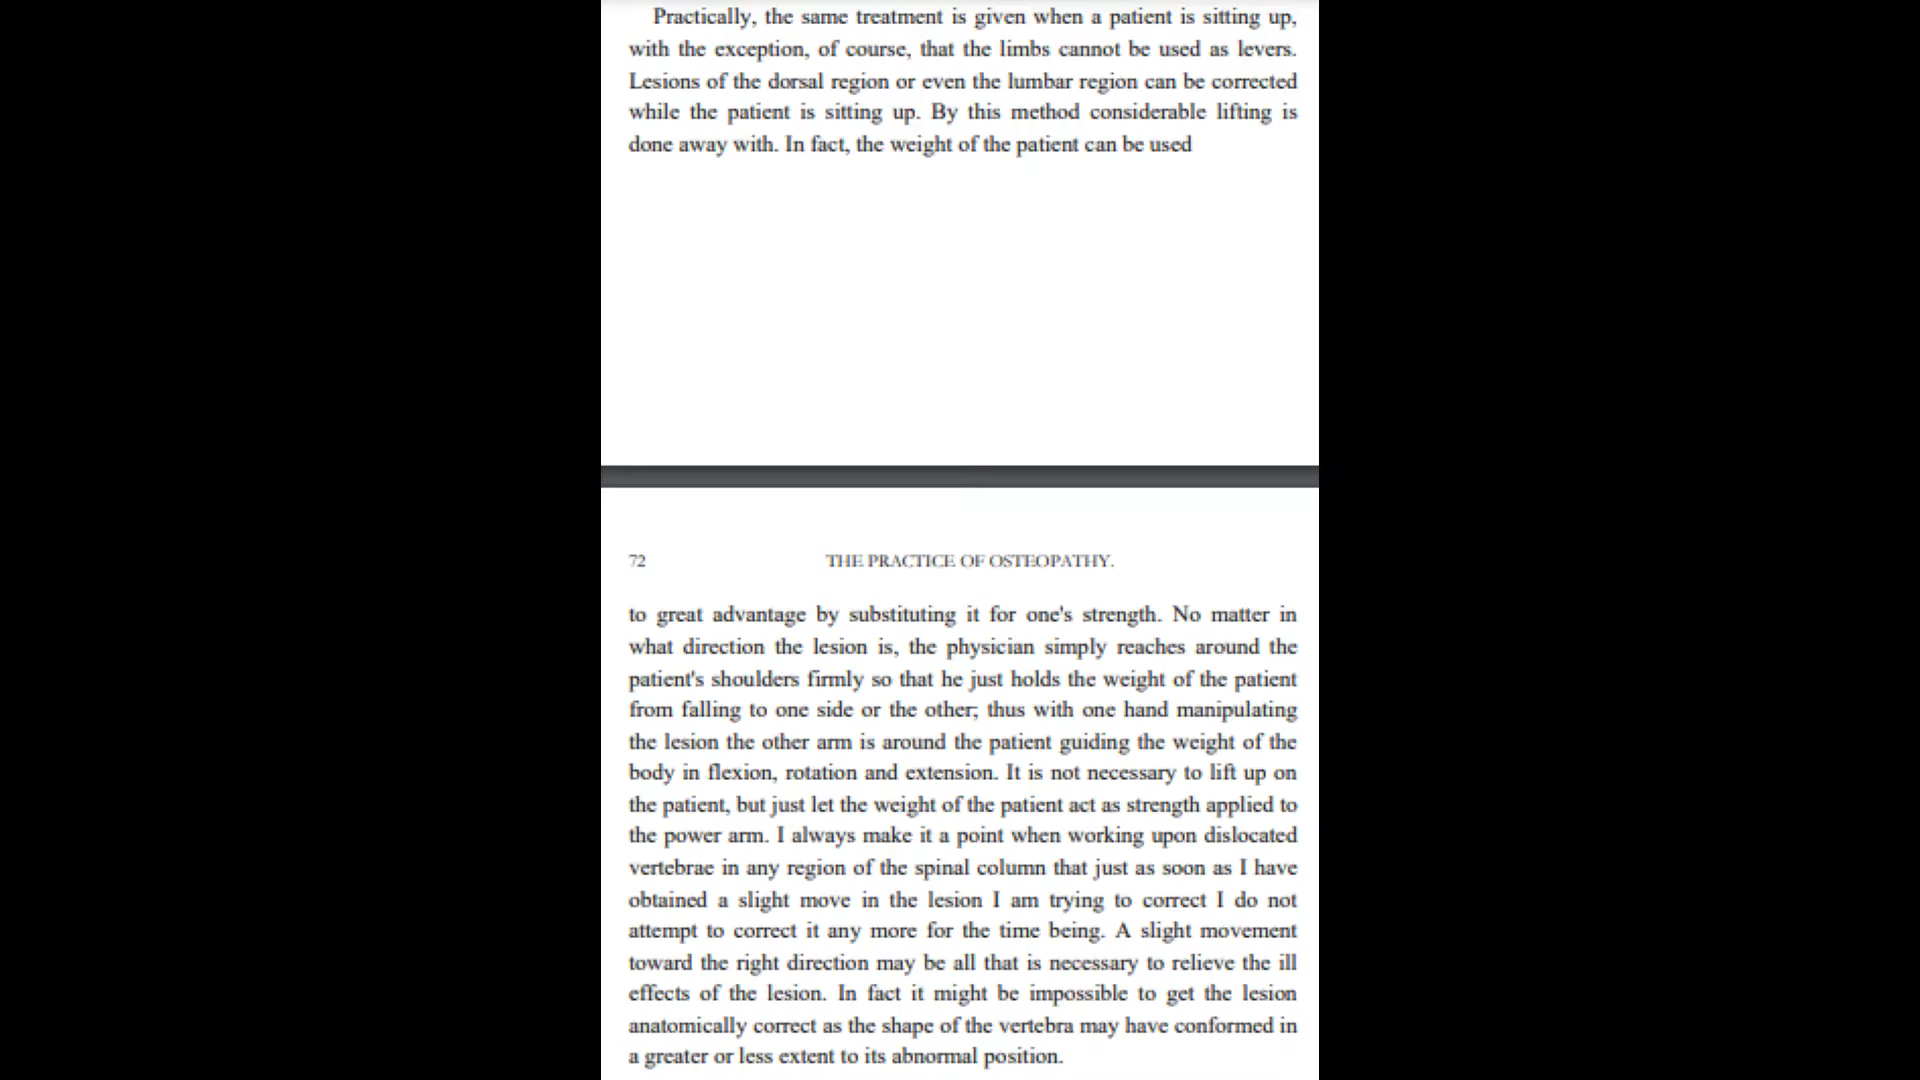 Practically, the same treatment is given when a patient is sitting up,
with the exception, of course, that the limbs cannot be used as levers.
Lesions of the dorsal region or even the lumbar region can be corrected
while the patient is sitting up. By this method considerable lifting is
done away with. In fact, the weight of the patient can be used
72 THE PRACTICE OF OSTEOPATHY.
to great advantage by substituting it for one's strength. No matter in
what direction the lesion is, the physician simply reaches around the
patient's shoulders firmly so that he just holds the weight of the patient
from falling to one side or the other; thus with one hand manipulating
the lesion the other arm is around the patient guiding the weight of the
body in flexion, rotation and extension. It is not necessary to lift up on
the patient, but just let the weight of the patient act as strength applied to
the power arm. I always make it a point when working upon dislocated
vertebrae in any region of the spinal column that just as soon as I have
obtained a slight move in the lesion I am trying to correct I do not
attempt to correct it any more for the time being. A slight movement
toward the right direction may be all that is necessary to relieve the ill
effects of the lesion. In fact it might be impossible to get the lesion
anatomically correct as the shape of the vertebra may have conformed in
a greater or less extent to its abnormal position.